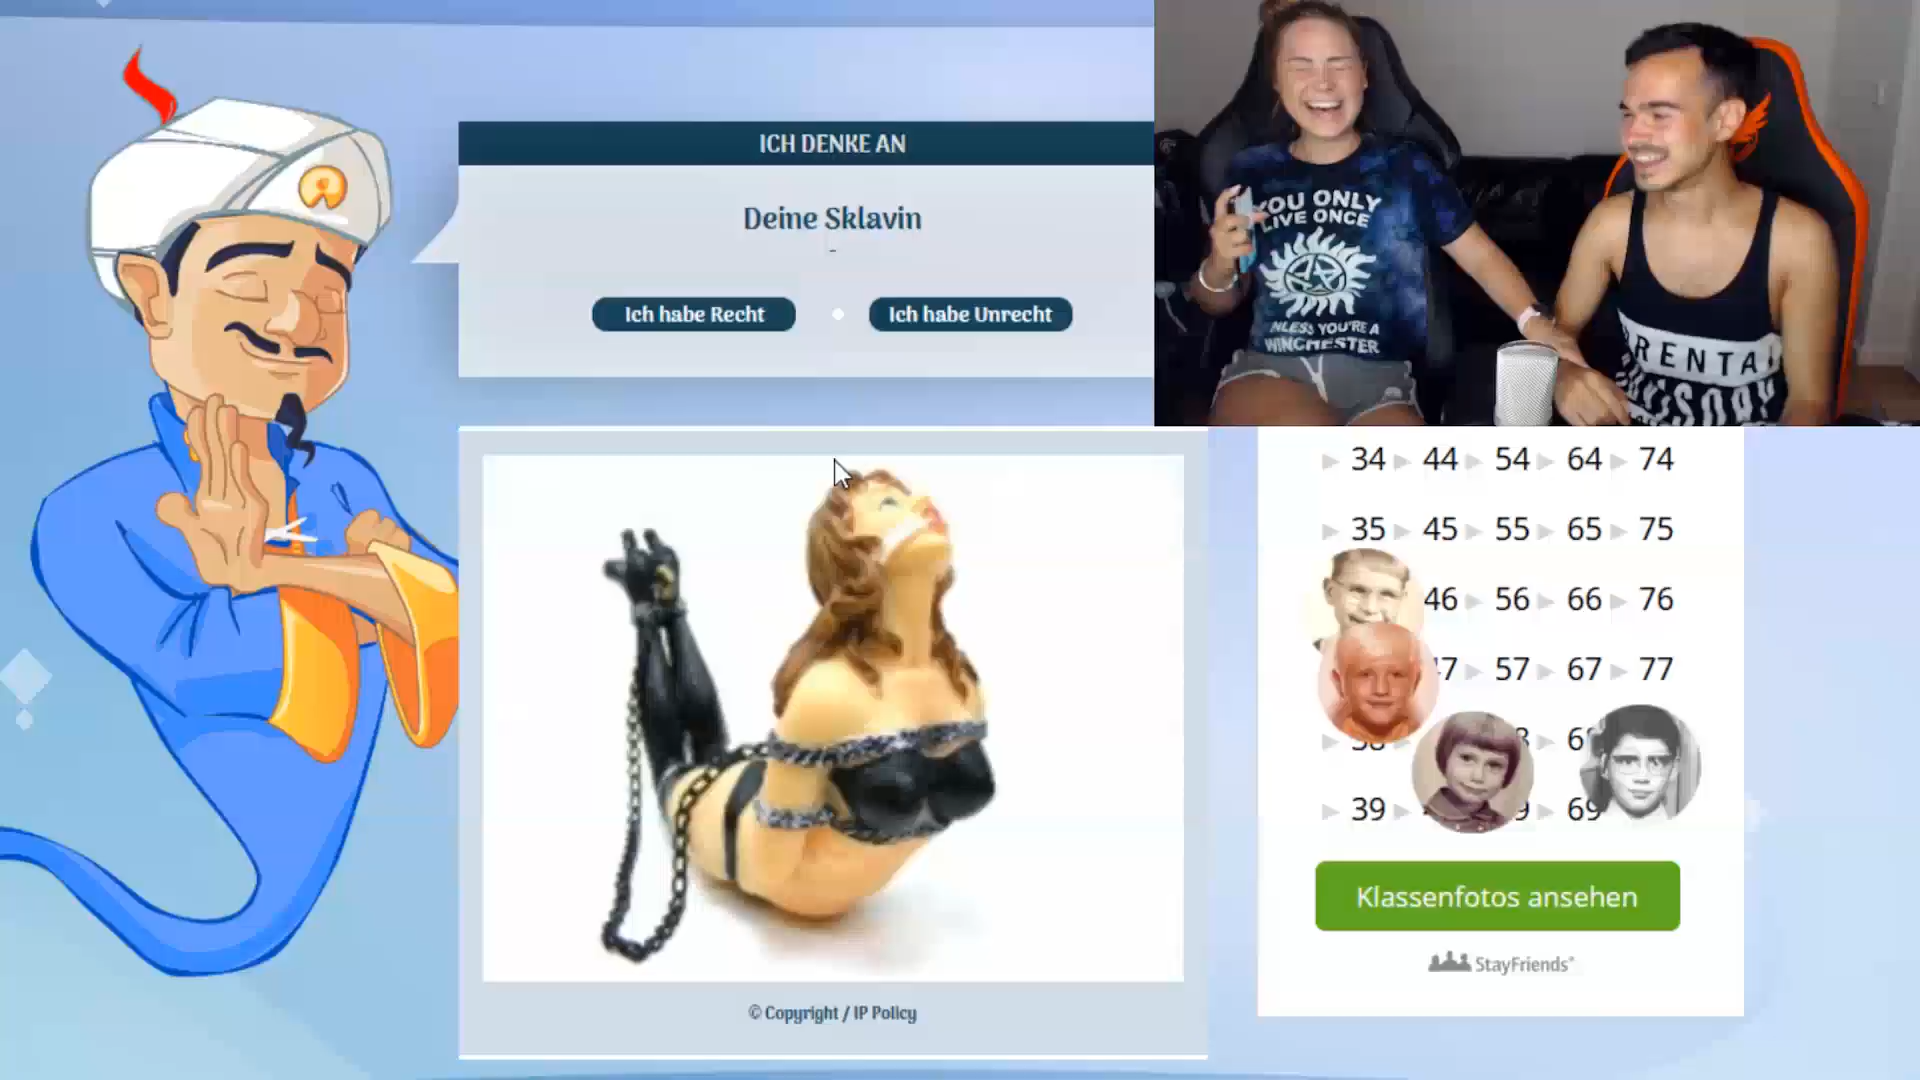 ICH DENKE AN
Deine Sklavin
-
Ich habe Recht
Ich habe Unrecht
© Copyright / IP Policy
YOU ONLY
LIVE ONCE
YOU'RE A
WINCHESTER
34 44 54 64 74
35 45 55 65 75
46 56 66 76
57 67 77
39
Klassenfotos ansehen
StayFriends